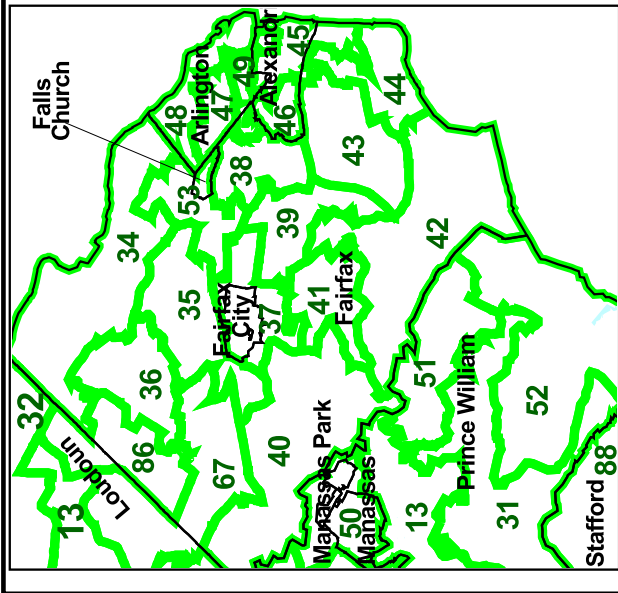 Falls
Church
32
13
Loudoun
34
86
36
48
53
35
Arlington
47
Fairfax
City
67
38
49
Alexandr
37
40
46
39
45
41
Manassas Park
Fairfax
50
43
Manassas
44
13
51
42
Prince William
31
52
Stafford
88